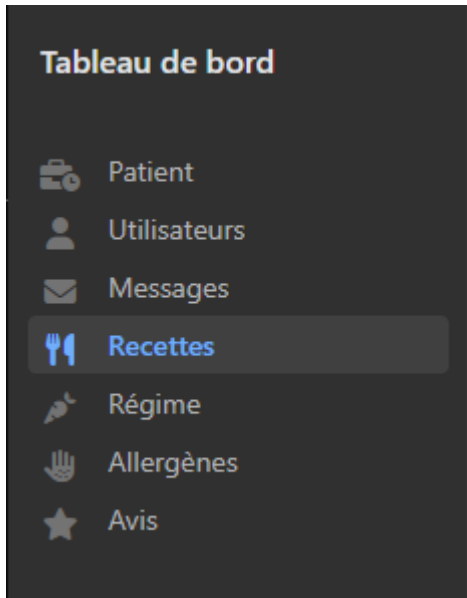 Tableau de bord
Patient
Utilisateurs
Messages
Recettes
Régime
Allergènes
Avis